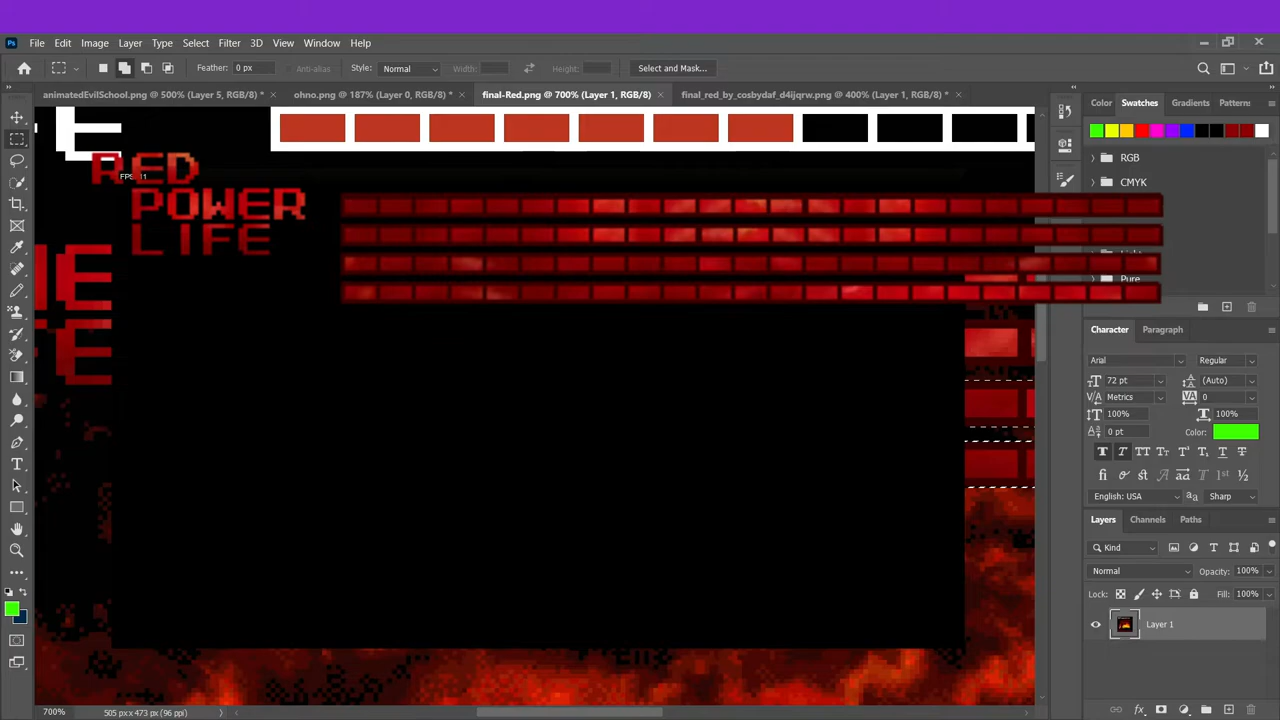 Ps File Edit Image Layer Type Select Filter 3D View Window Help
Feather: 0 px Anti-alias Style: Normal Width: Height: Select and Mask...
animatedEvilSchool.png @ 500% (Layer 5, RGB/8) * ohno.png @ 187% (Layer 0, RGB/8) * final-Red.png @ 700% (Layer 1, RGB/8) final_red_by_cosbydaf_d4ijqrw.png @ 400% (Layer 1, RGB/8) *
Color Swatches Gradients Patterns
RGB
CMYK
Light
Pure
FPS: 11
RED
POWER
LIFE
E
E
E
Character Paragraph
Arial Regular
72 pt (Auto)
Metrics 0
100% 100%
0 pt Color:
English: USA Sharp
Layers Channels Paths
Kind
Normal Opacity: 100%
Lock: Fill: 100%
Layer 1
700% 505 px x 473 px (96 ppi)